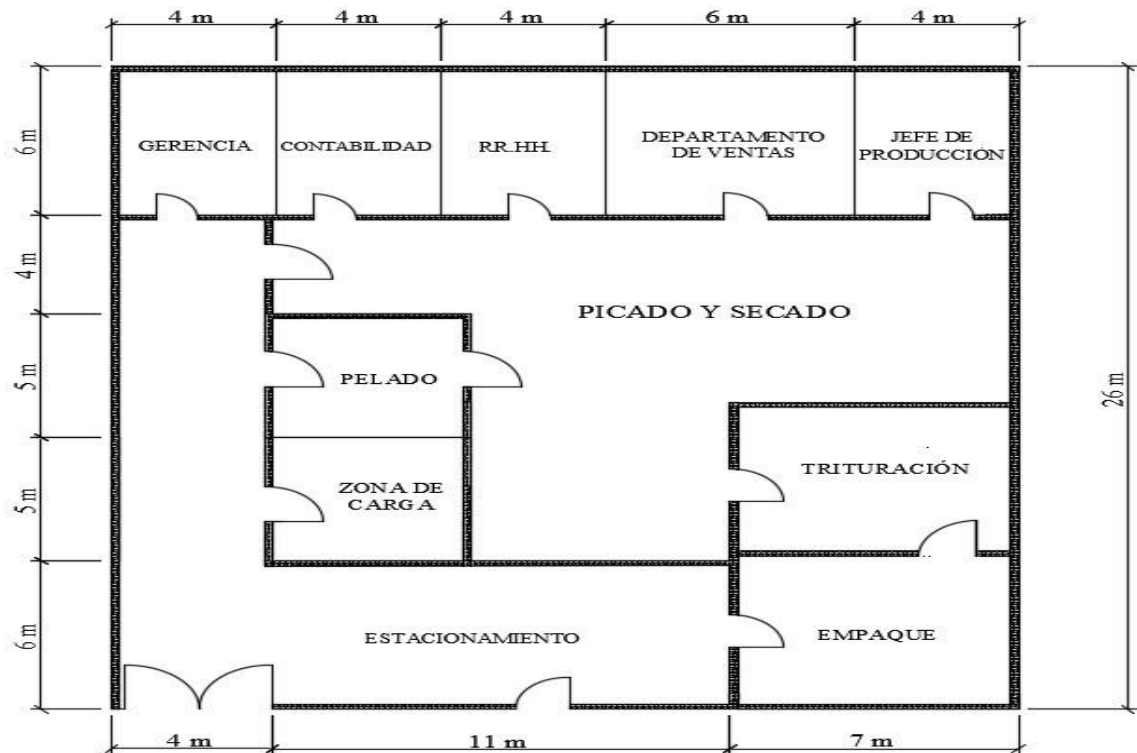 4 m
4 m
4 m
6 m
4 m
6 m
GERENCIA
CONTABILIDAD
RR.HH.
DEPARTAMENTO
DE VENTAS
JEFE DE
PRODUCCIÓN
4 m
PICADO Y SECADO
5 m
PELADO
26 m
5 m
ZONA DE
CARGA
TRITURACIÓN
6 m
ESTACIONAMIENTO
EMPAQUE
4 m
11 m
7 m